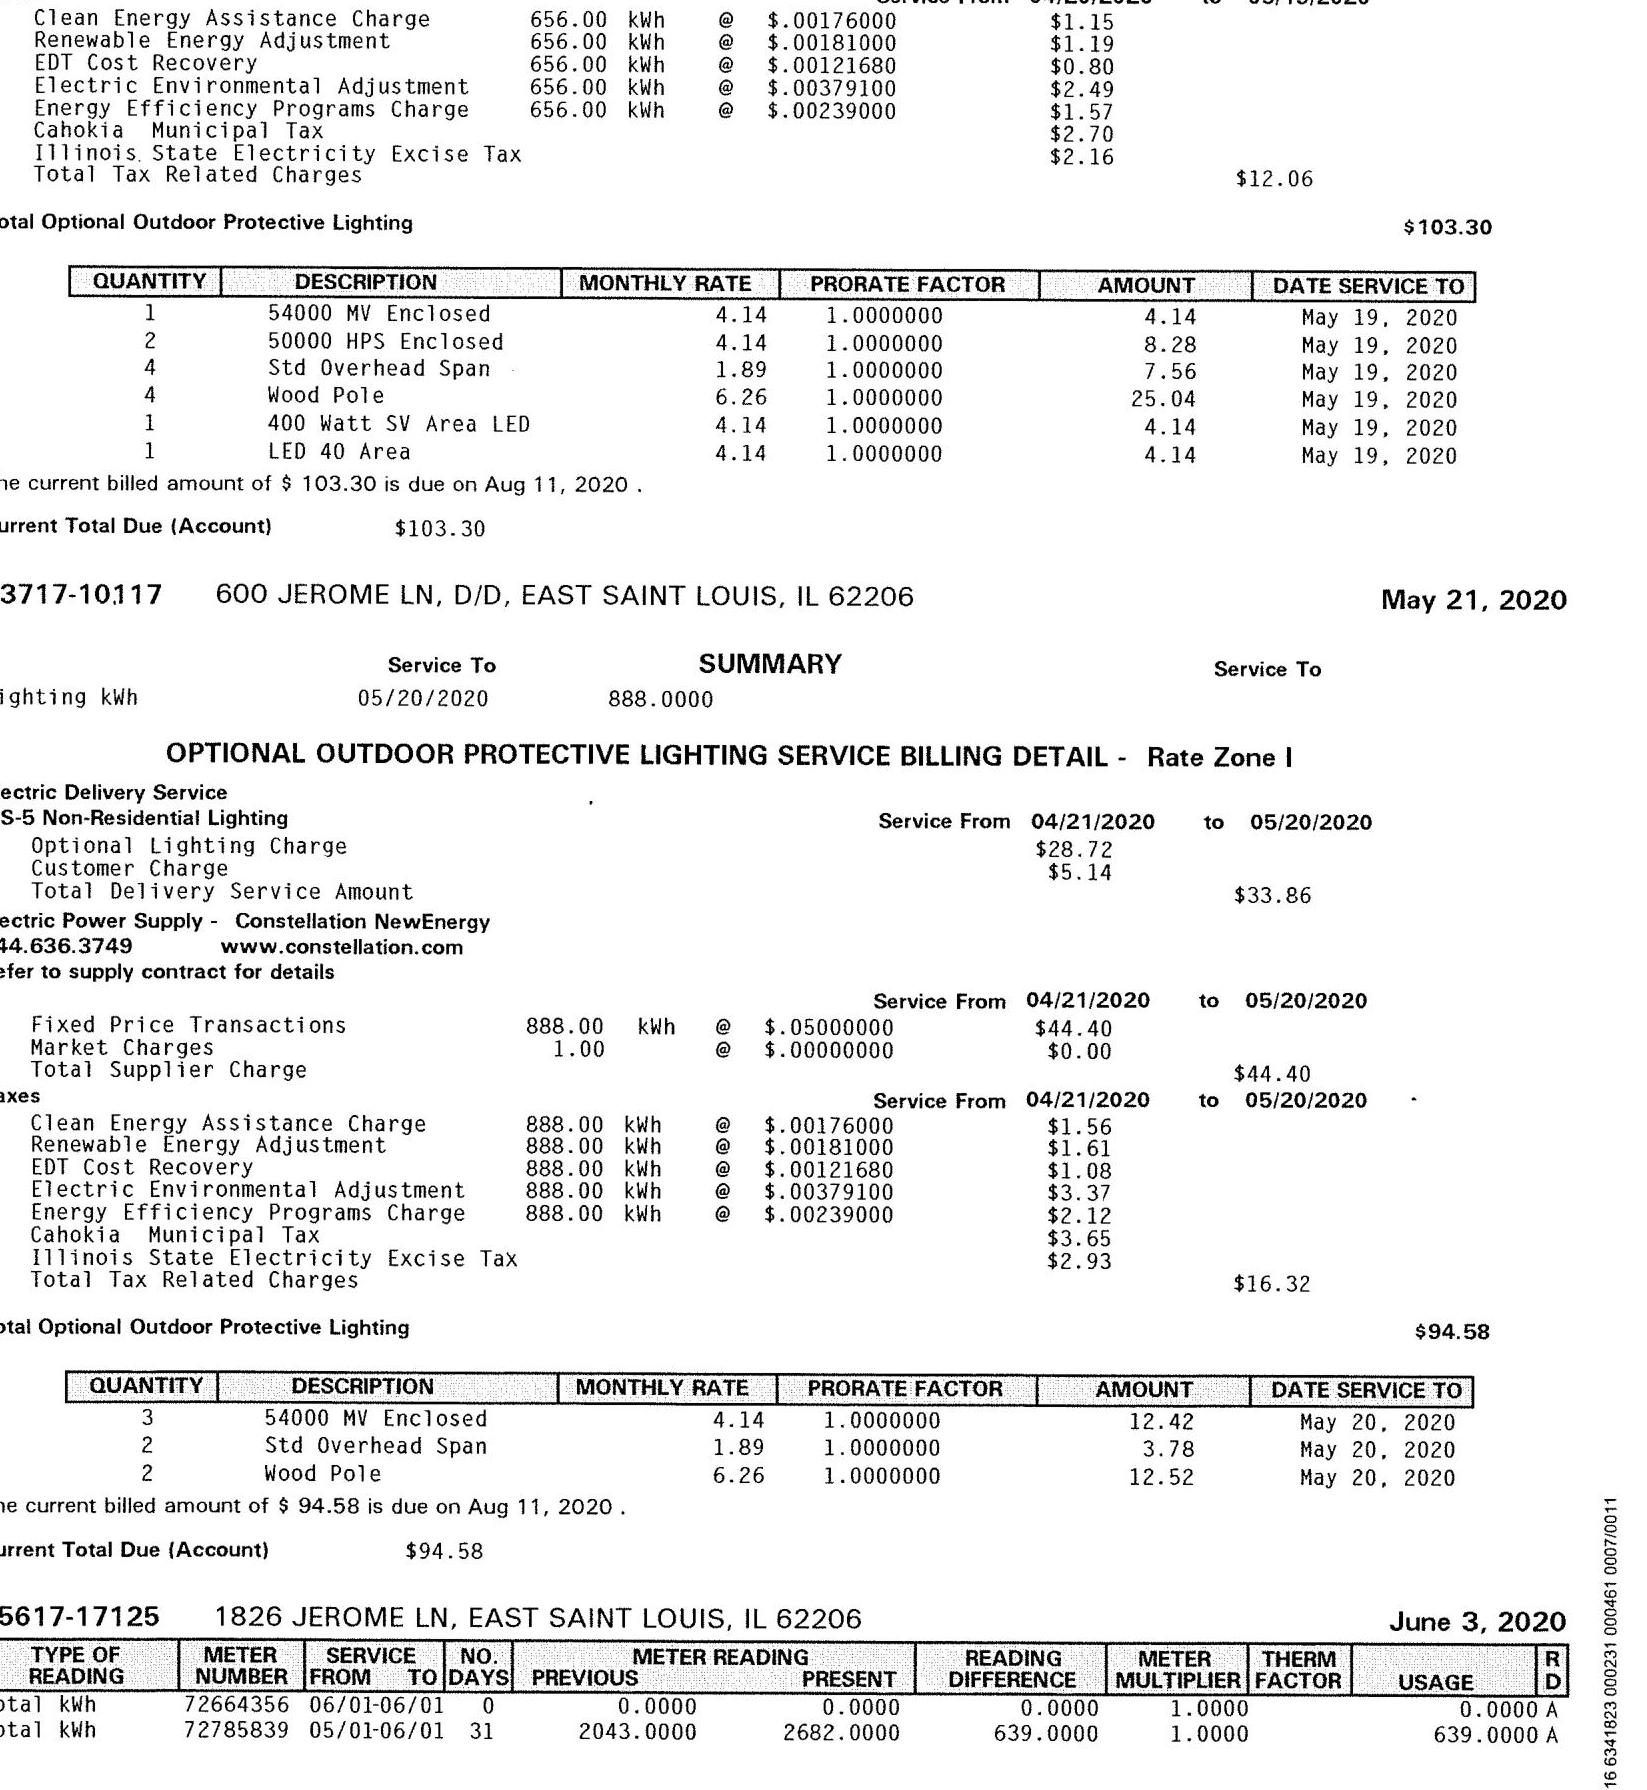 Clean Energy Assistance Charge 656.00 kWh @ $.00176000 $1.15
Renewable Energy Adjustment 656.00 kWh @ $.00181000 $1.19
EDT Cost Recovery 656.00 kWh @ $.00121680 $0.80
Electric Environmental Adjustment 656.00 kWh @ $.00379100 $2.49
Energy Efficiency Programs Charge 656.00 kWh @ $.00239000 $1.57
Cahokia Municipal Tax $2.70
Illinois State Electricity Excise Tax $2.16
Total Tax Related Charges $12.06
otal Optional Outdoor Protective Lighting $103.30
QUANTITY DESCRIPTION MONTHLY RATE PRORATE FACTOR AMOUNT DATE SERVICE TO
1 54000 MV Enclosed 4.14 1.0000000 4.14 May 19, 2020
2 50000 HPS Enclosed 4.14 1.0000000 8.28 May 19, 2020
4 Std Overhead Span 1.89 1.0000000 7.56 May 19, 2020
4 Wood Pole 6.26 1.0000000 25.04 May 19, 2020
1 400 Watt SV Area LED 4.14 1.0000000 4.14 May 19, 2020
1 LED 40 Area 4.14 1.0000000 4.14 May 19, 2020
he current billed amount of $ 103.30 is due on Aug 11, 2020 .
urrent Total Due (Account) $103.30
3717-10117 600 JEROME LN, D/D, EAST SAINT LOUIS, IL 62206 May 21, 2020
Service To SUMMARY Service To
ighting kWh 05/20/2020 888.0000
OPTIONAL OUTDOOR PROTECTIVE LIGHTING SERVICE BILLING DETAIL - Rate Zone I
ectric Delivery Service
S-5 Non-Residential Lighting Service From 04/21/2020 to 05/20/2020
Optional Lighting Charge $28.72
Customer Charge $5.14
Total Delivery Service Amount $33.86
ectric Power Supply - Constellation NewEnergy
44.636.3749 www.constellation.com
efer to supply contract for details
Service From 04/21/2020 to 05/20/2020
Fixed Price Transactions 888.00 kWh @ $.05000000 $44.40
Market Charges 1.00 @ $.00000000 $0.00
Total Supplier Charge $44.40
axes Service From 04/21/2020 to 05/20/2020
Clean Energy Assistance Charge 888.00 kWh @ $.00176000 $1.56
Renewable Energy Adjustment 888.00 kWh @ $.00181000 $1.61
EDT Cost Recovery 888.00 kWh @ $.00121680 $1.08
Electric Environmental Adjustment 888.00 kWh @ $.00379100 $3.37
Energy Efficiency Programs Charge 888.00 kWh @ $.00239000 $2.12
Cahokia Municipal Tax $3.65
Illinois State Electricity Excise Tax $2.93
Total Tax Related Charges $16.32
otal Optional Outdoor Protective Lighting $94.58
QUANTITY DESCRIPTION MONTHLY RATE PRORATE FACTOR AMOUNT DATE SERVICE TO
3 54000 MV Enclosed 4.14 1.0000000 12.42 May 20, 2020
2 Std Overhead Span 1.89 1.0000000 3.78 May 20, 2020
2 Wood Pole 6.26 1.0000000 12.52 May 20, 2020
he current billed amount of $ 94.58 is due on Aug 11, 2020 .
urrent Total Due (Account) $94.58
5617-17125 1826 JEROME LN, EAST SAINT LOUIS, IL 62206 June 3, 2020
TYPE OF METER SERVICE NO. METER READING READING METER THERM R
READING NUMBER FROM TO DAYS PREVIOUS PRESENT DIFFERENCE MULTIPLIER FACTOR USAGE D
otal kWh 72664356 06/01-06/01 0 0.0000 0.0000 0.0000 1.0000 0.0000 A
otal kWh 72785839 05/01-06/01 31 2043.0000 2682.0000 639.0000 1.0000 639.0000 A
16 6341823 000231 000461 0007/0011